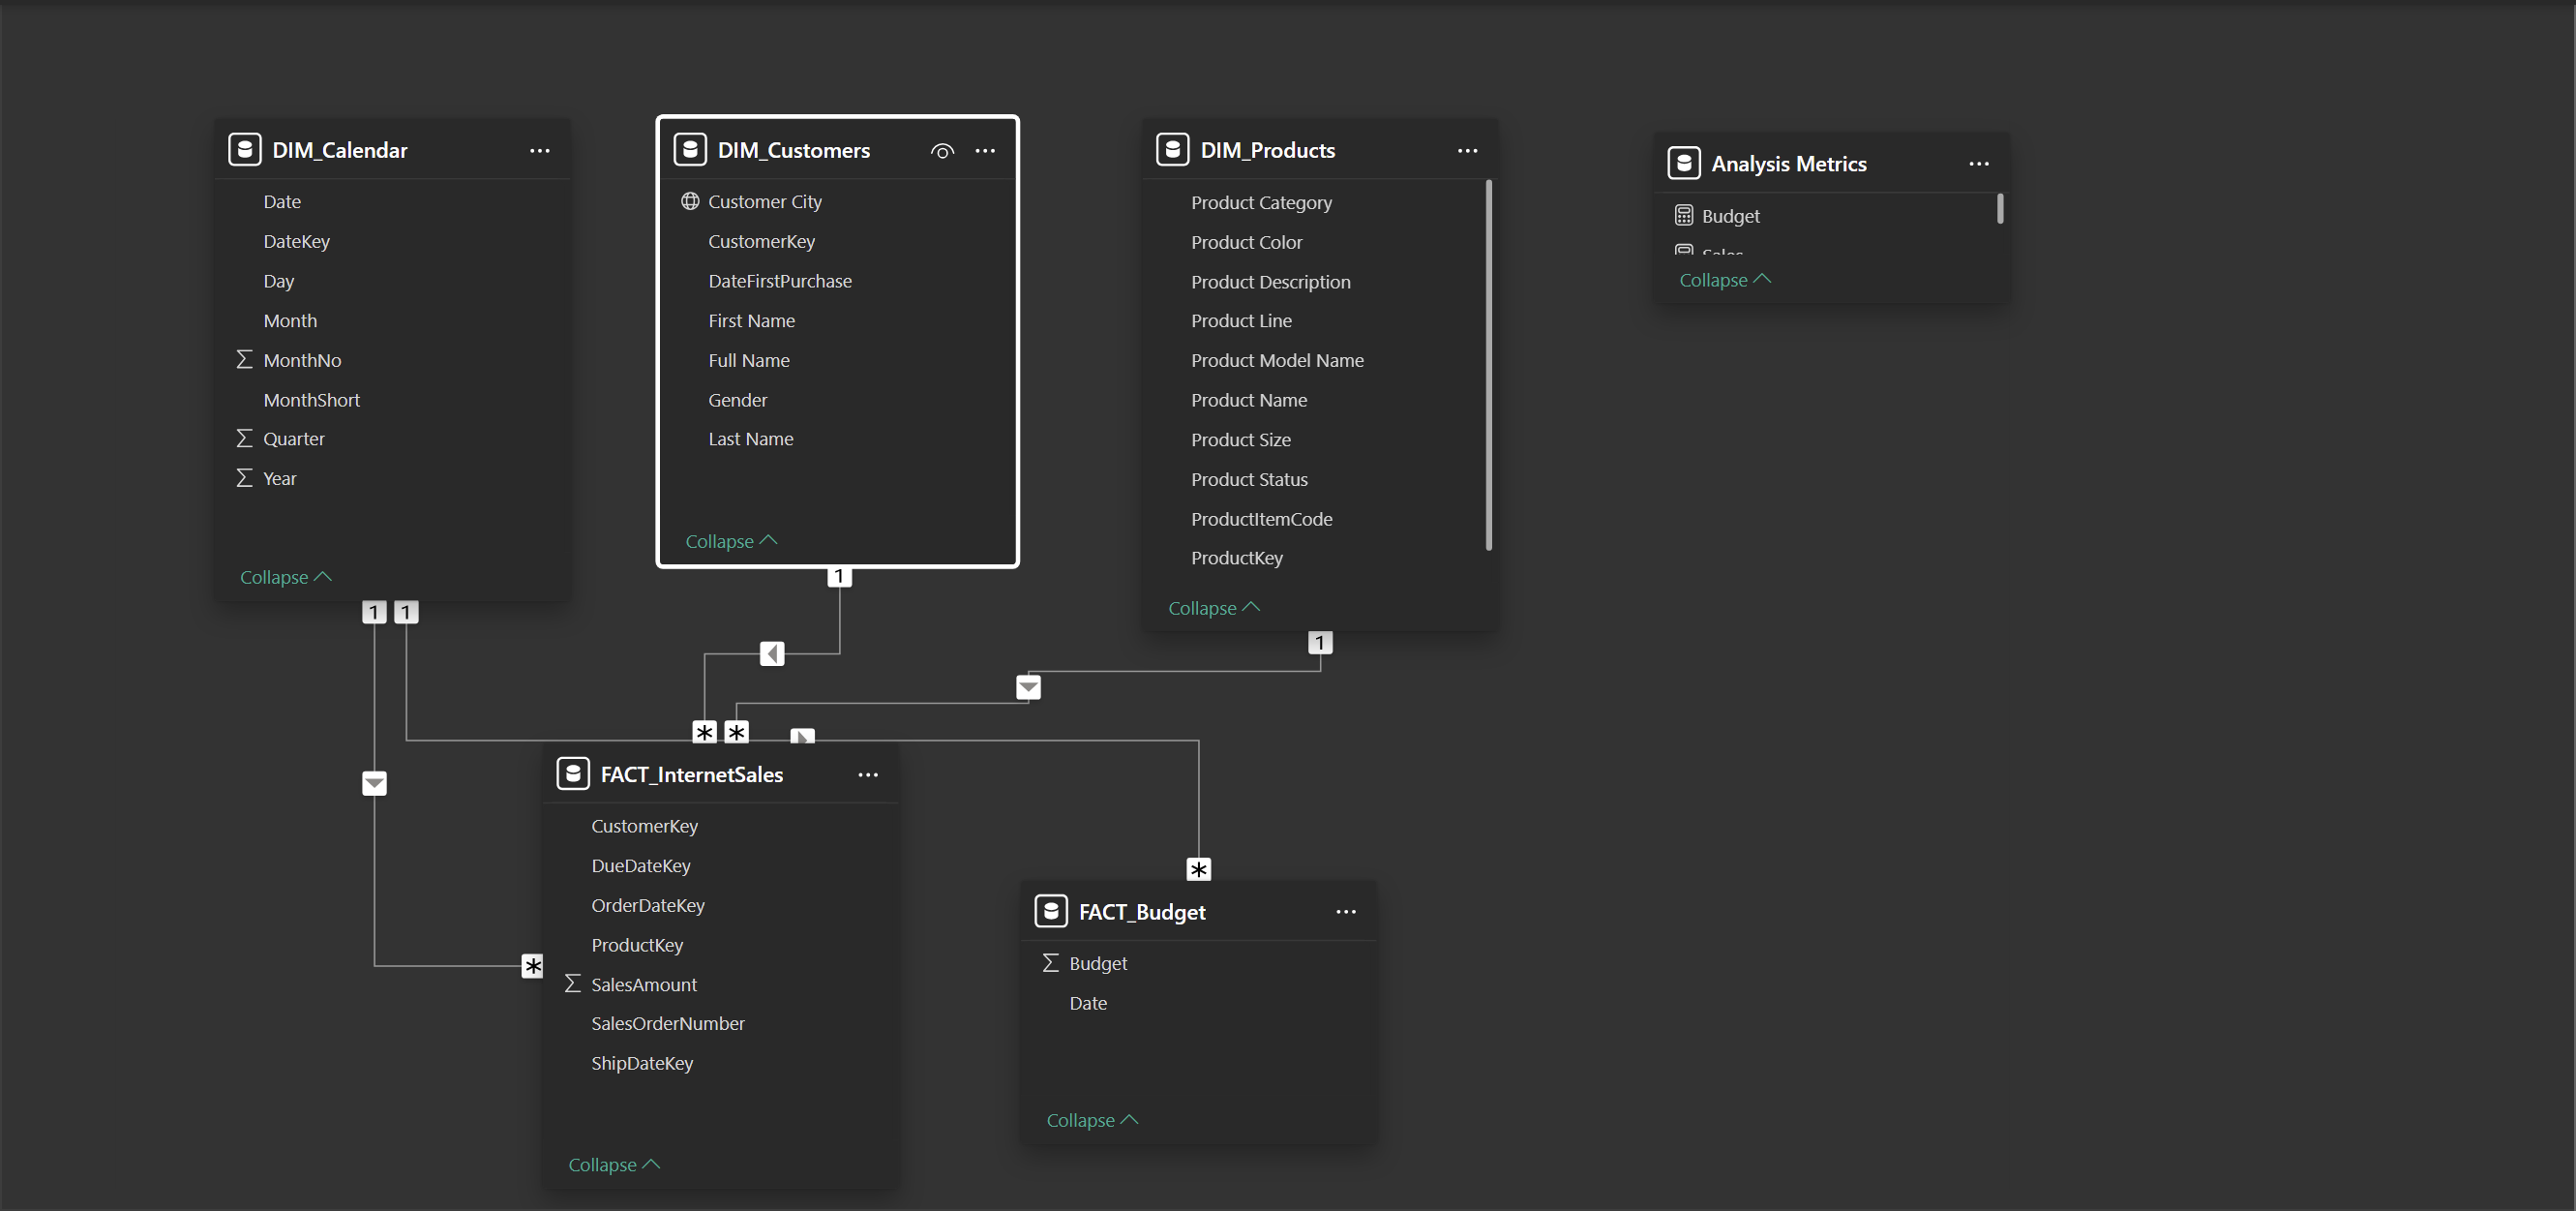 DIM_Calendar
Date
DateKey
Day
Month
MonthNo
MonthShort
Quarter
Year
Collapse
1
1
DIM_Customers
Customer City
CustomerKey
DateFirstPurchase
First Name
Full Name
Gender
Last Name
Collapse
1
DIM_Products
Product Category
Product Color
Product Description
Product Line
Product Model Name
Product Name
Product Size
Product Status
ProductItemCode
ProductKey
Collapse
1
Analysis Metrics
Budget
Sales
Collapse
*
*
*
FACT_InternetSales
CustomerKey
DueDateKey
OrderDateKey
ProductKey
SalesAmount
SalesOrderNumber
ShipDateKey
Collapse
*
FACT_Budget
Budget
Date
Collapse